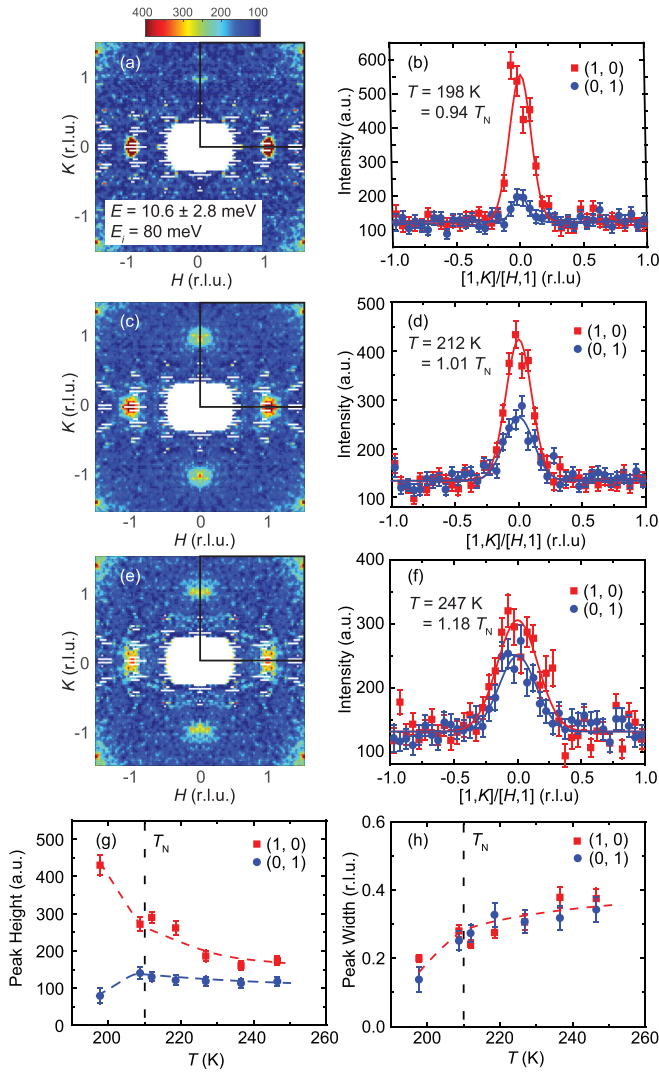 400 300 200 100
(a)
1
0
-1
K (r.l.u.)
E = 10.6 ± 2.8 meV
E_i = 80 meV
-1 0 1
H (r.l.u.)
(b)
(1, 0)
(0, 1)
T = 198 K
= 0.94 T_N
600
500
400
300
200
100
Intensity (a.u.)
-1.0 -0.5 0.0 0.5 1.0
[1,K]/[H,1] (r.l.u)
(c)
1
0
-1
K (r.l.u.)
-1 0 1
H (r.l.u.)
(d)
(1, 0)
(0, 1)
T = 212 K
= 1.01 T_N
500
400
300
200
100
Intensity (a.u.)
-1.0 -0.5 0.0 0.5 1.0
[1,K]/[H,1] (r.l.u)
(e)
1
0
-1
K (r.l.u.)
-1 0 1
H (r.l.u.)
(f)
(1, 0)
(0, 1)
T = 247 K
= 1.18 T_N
400
300
200
100
Intensity (a.u.)
-1.0 -0.5 0.0 0.5 1.0
[1,K]/[H,1] (r.l.u)
(g)
T_N
(1, 0)
(0, 1)
500
400
300
200
100
0
Peak Height (a.u.)
200 220 240 260
T (K)
(h)
T_N
(1, 0)
(0, 1)
0.6
0.4
0.2
0.0
Peak Width (r.l.u.)
200 220 240 260
T (K)